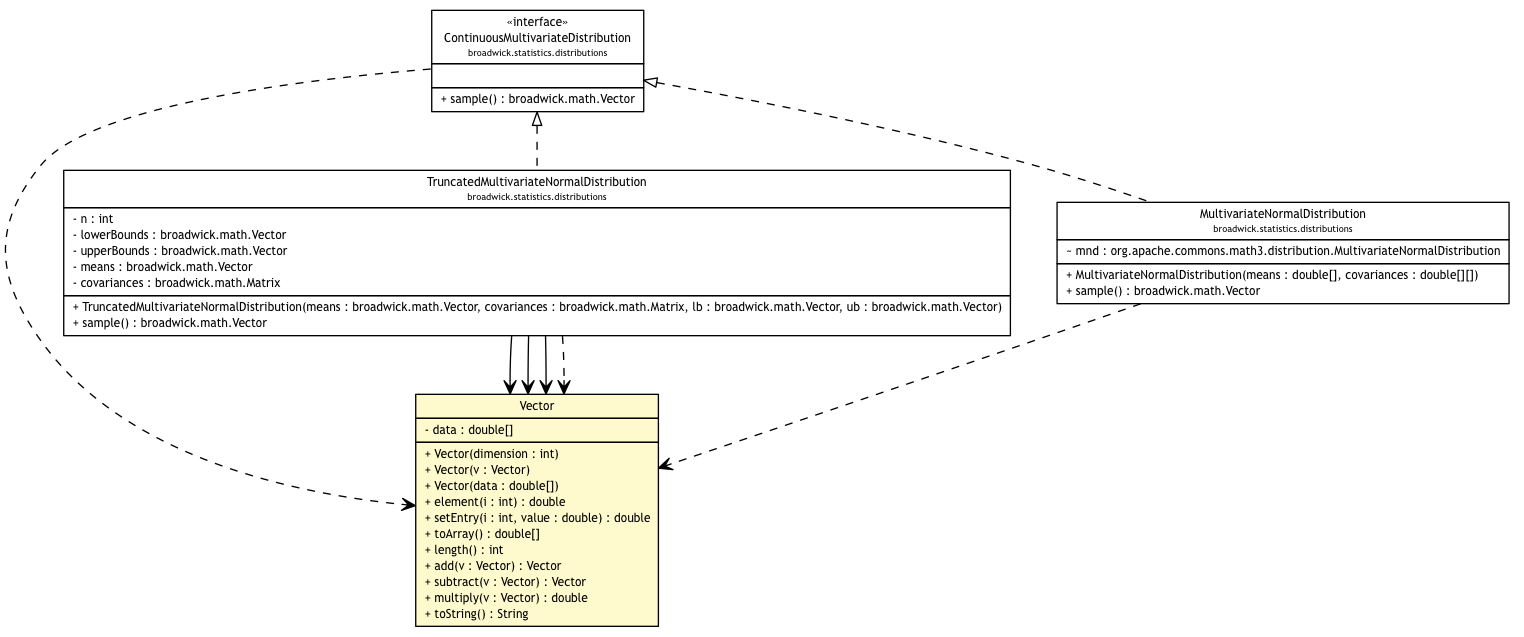 «interface»
ContinuousMultivariateDistribution
broadwick.statistics.distributions
+ sample() : broadwick.math.Vector
TruncatedMultivariateNormalDistribution
broadwick.statistics.distributions
- n : int
- lowerBounds : broadwick.math.Vector
- upperBounds : broadwick.math.Vector
- means : broadwick.math.Vector
- covariances : broadwick.math.Matrix
+ TruncatedMultivariateNormalDistribution(means : broadwick.math.Vector, covariances : broadwick.math.Matrix, lb : broadwick.math.Vector, ub : broadwick.math.Vector)
+ sample() : broadwick.math.Vector
MultivariateNormalDistribution
broadwick.statistics.distributions
~ mnd : org.apache.commons.math3.distribution.MultivariateNormalDistribution
+ MultivariateNormalDistribution(means : double[], covariances : double[][])
+ sample() : broadwick.math.Vector
Vector
- data : double[]
+ Vector(dimension : int)
+ Vector(v : Vector)
+ Vector(data : double[])
+ element(i : int) : double
+ setEntry(i : int, value : double) : double
+ toArray() : double[]
+ length() : int
+ add(v : Vector) : Vector
+ subtract(v : Vector) : Vector
+ multiply(v : Vector) : double
+ toString() : String